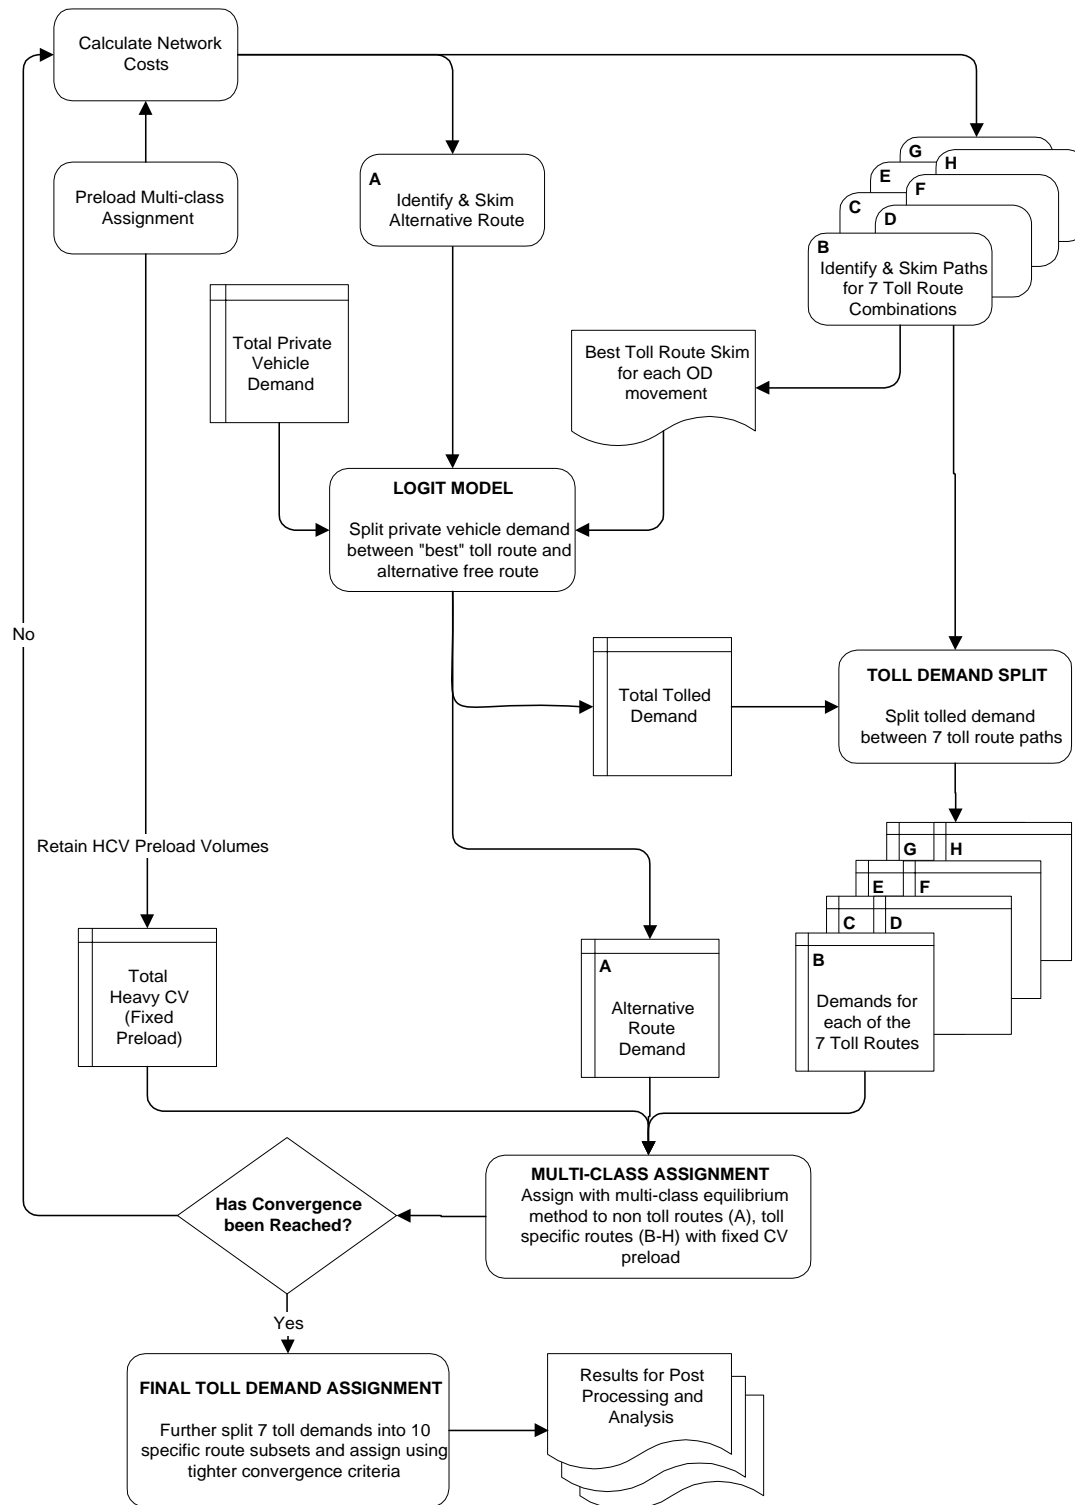 Calculate Network
Costs
Preload Multi-class
Assignment
A
Identify & Skim
Alternative Route
G
H
E
F
C
D
B
Identify & Skim Paths
for 7 Toll Route
Combinations
Total Private
Vehicle
Demand
Best Toll Route Skim
for each OD
movement
LOGIT MODEL
Split private vehicle demand
between "best" toll route and
alternative free route
No
Total Tolled
Demand
TOLL DEMAND SPLIT
Split tolled demand
between 7 toll route paths
Retain HCV Preload Volumes
G
H
E
F
C
D
B
Demands for
each of the
7 Toll Routes
Total
Heavy CV
(Fixed
Preload)
A
Alternative
Route
Demand
MULTI-CLASS ASSIGNMENT
Assign with multi-class equilibrium
method to non toll routes (A), toll
specific routes (B-H) with fixed CV
preload
Has Convergence
been Reached?
Yes
FINAL TOLL DEMAND ASSIGNMENT
Further split 7 toll demands into 10
specific route subsets and assign using
tighter convergence criteria
Results for Post
Processing and
Analysis